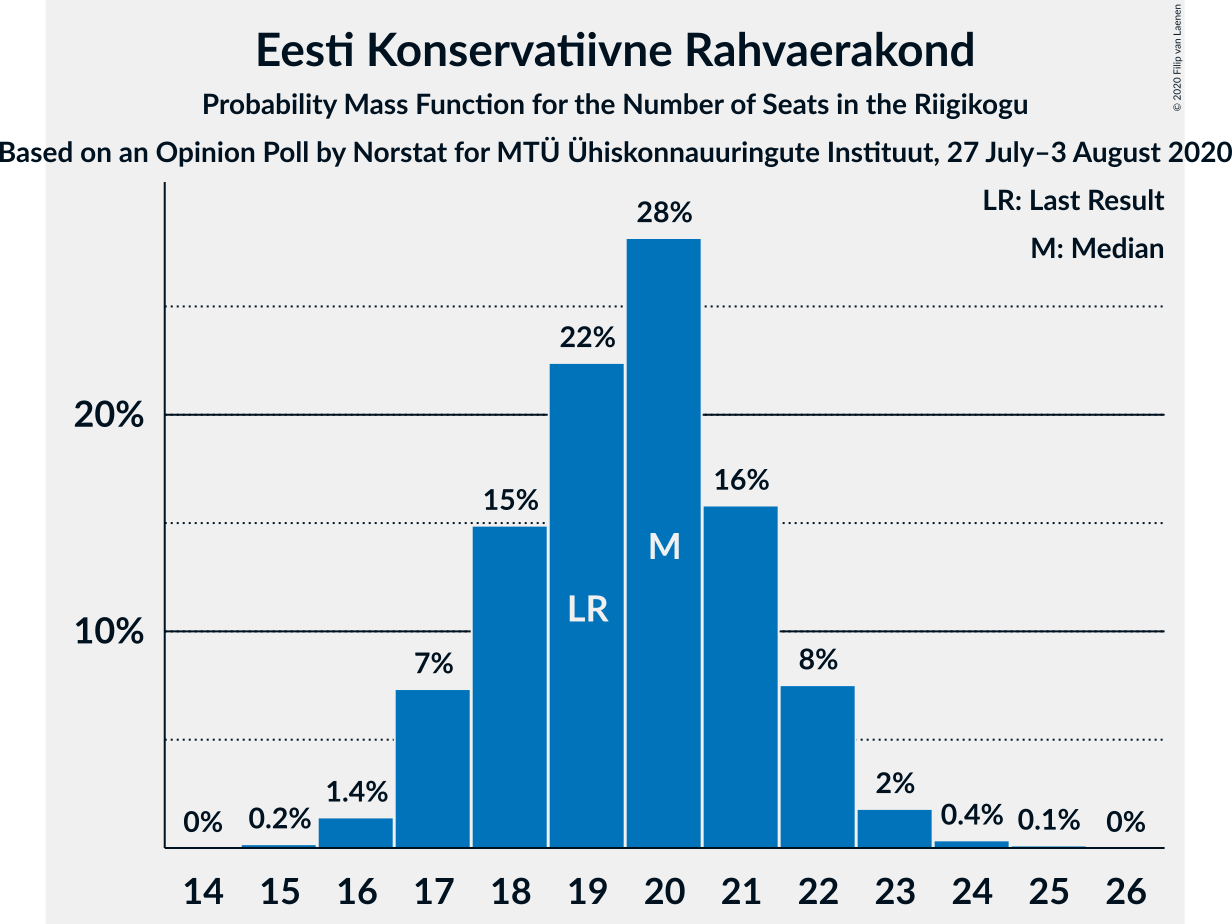 Eesti Konservatiivne Rahvaerakond
Probability Mass Function for the Number of Seats in the Riigikogu
Based on an Opinion Poll by Norstat for MTÜ Ühiskonnauuringute Instituut, 27 July–3 August 2020
© 2020 Filip van Laenen
LR: Last Result
M: Median
28%
22%
20%
16%
15%
M
LR
10%
7%
8%
2%
1.4%
0% 0.2% 0.4% 0.1% 0%
14 15 16 17 18 19 20 21 22 23 24 25 26